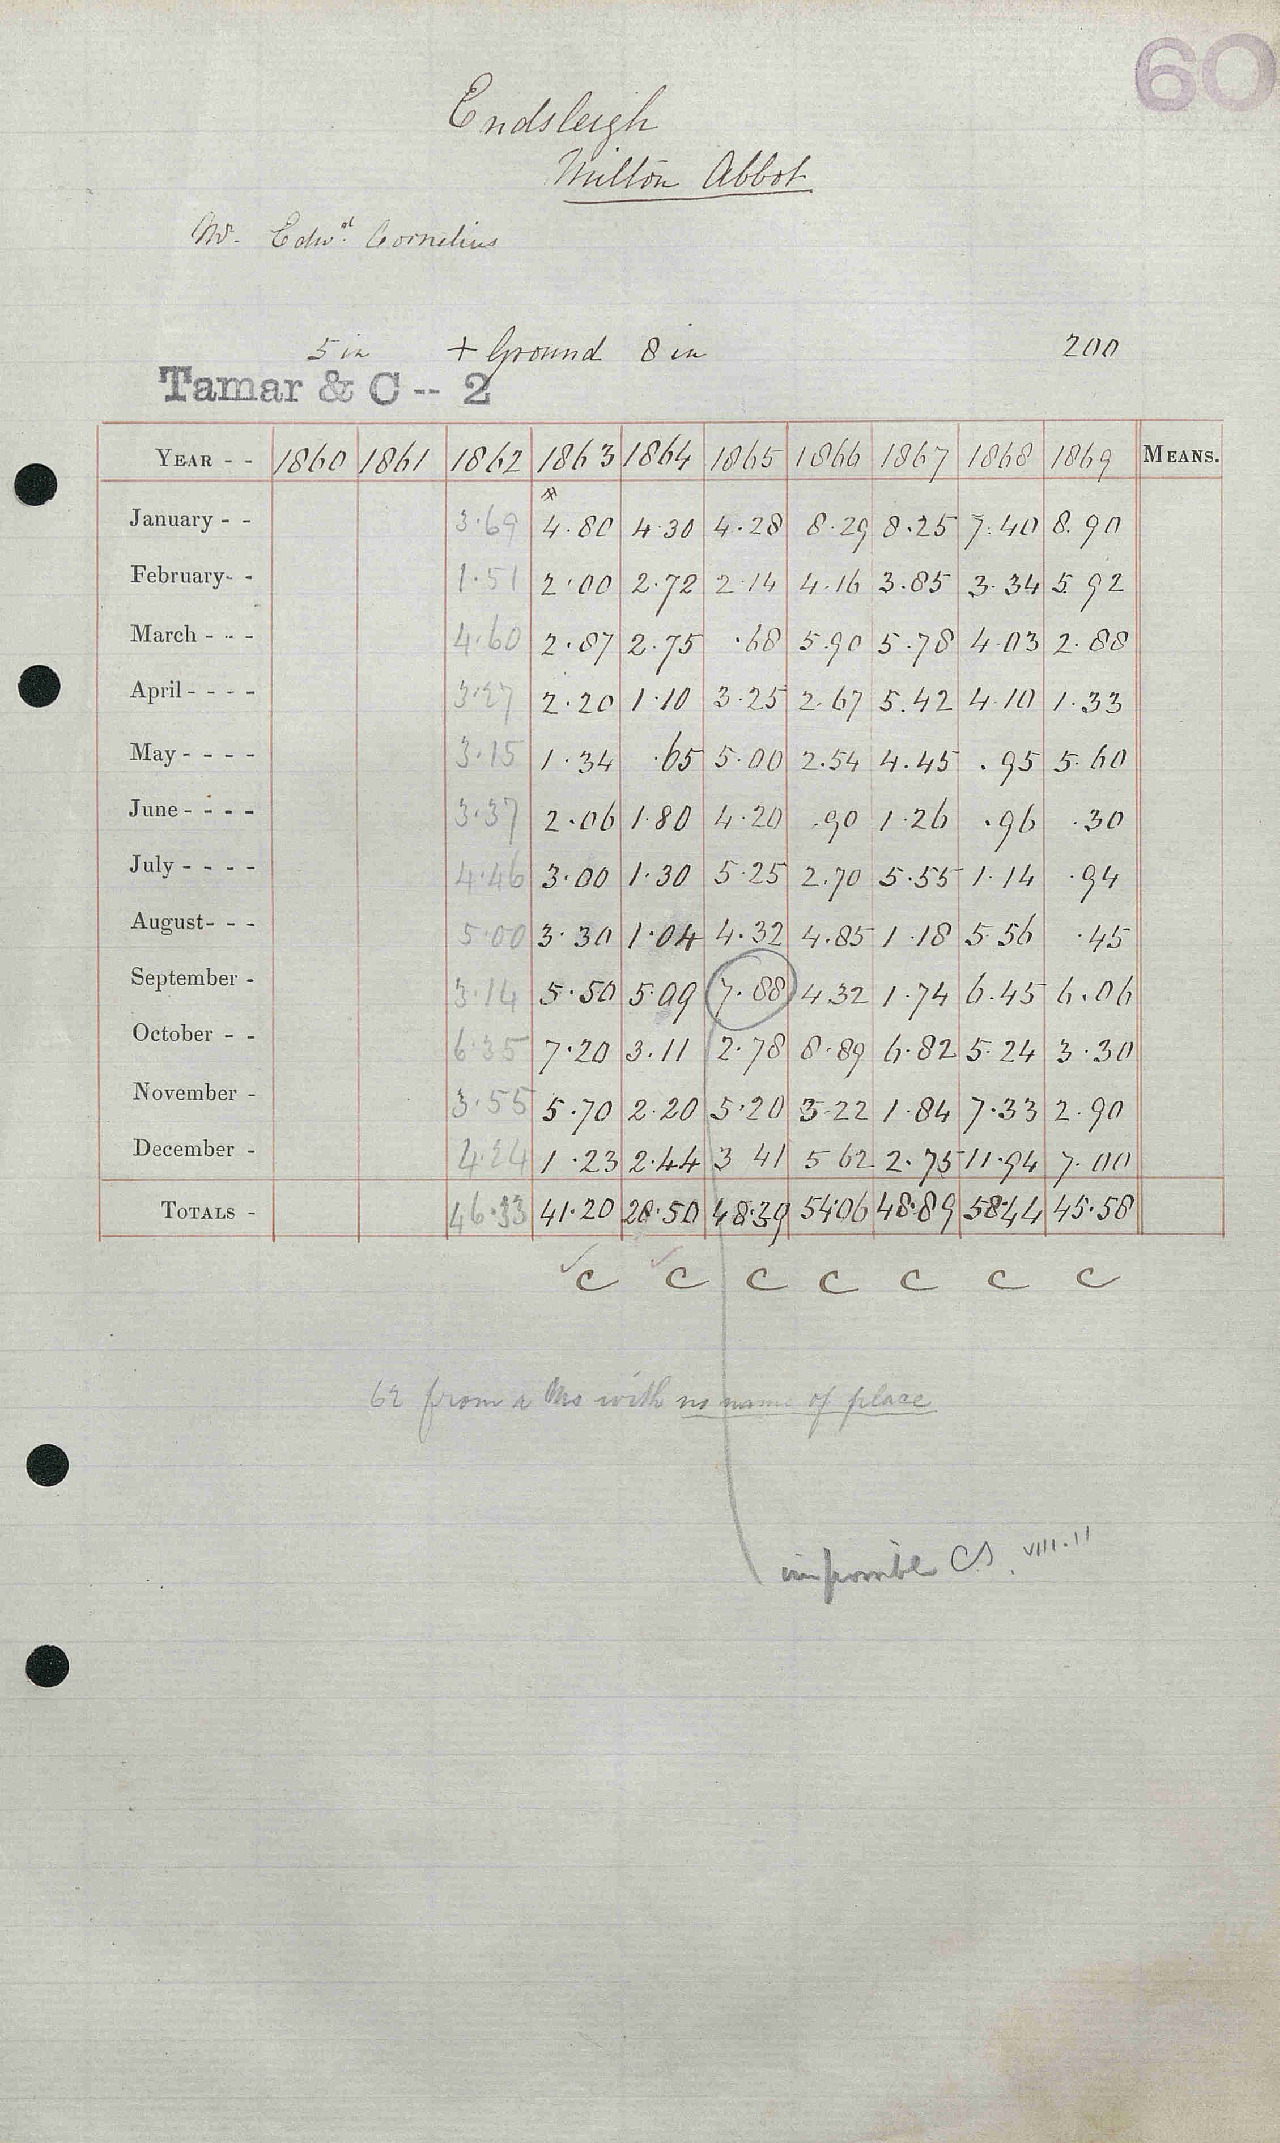 60
Endsleigh
Milton Abbot
Mr. Edwd. Cornelius
5 in + Ground 8 in 200
Tamar & C -- 2
YEAR - - 1860 1861 1862 1863 1864 1865 1866 1867 1868 1869 MEANS.
January - - 3.69 4.80 4.30 4.28 8.29 8.25 7.40 8.90
February- - 1.51 2.00 2.72 2.14 4.16 3.85 3.34 5.92
March - - - 4.60 2.87 2.75 .68 5.90 5.78 4.03 2.88
April - - - - 3.27 2.20 1.10 3.25 2.67 5.42 4.10 1.33
May - - - - 3.15 1.34 .65 5.00 2.54 4.45 .95 5.60
June - - - - 3.37 2.06 1.80 4.20 .90 1.26 .96 .30
July - - - - 4.46 3.00 1.30 5.25 2.70 5.55 1.14 .94
August- - - 5.00 3.30 1.04 4.32 4.85 1.18 5.56 .45
September - 3.14 5.50 5.09 7.88 4.32 1.74 6.45 6.06
October - - 6.35 7.20 3.11 2.78 8.89 6.82 5.24 3.30
November - 3.55 5.70 2.20 5.20 3.22 1.84 7.33 2.90
December - 4.24 1.23 2.44 3 41 5 62 2.75 11.94 7.00
TOTALS - 46.33 41.20 28.50 48.39 54.06 48.89 58.44 45.58
C C C C C C C
62 from a Ms with no name of place
impossible CS. VIII.11